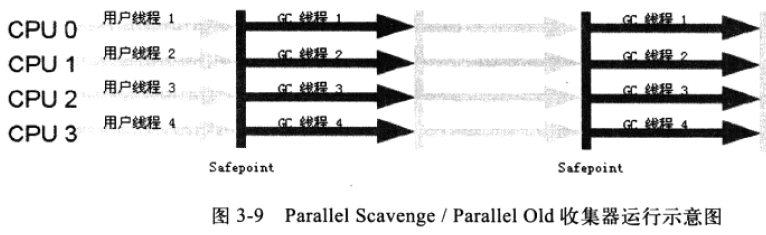 CPU 0 用户线程 1 GC 线程 1 GC 线程 1
CPU 1 用户线程 2 GC 线程 2 GC 线程 2
CPU 2 用户线程 3 GC 线程 3 GC 线程 3
CPU 3 用户线程 4 GC 线程 4 GC 线程 4
Safepoint Safepoint
图 3-9 Parallel Scavenge / Parallel Old 收集器运行示意图